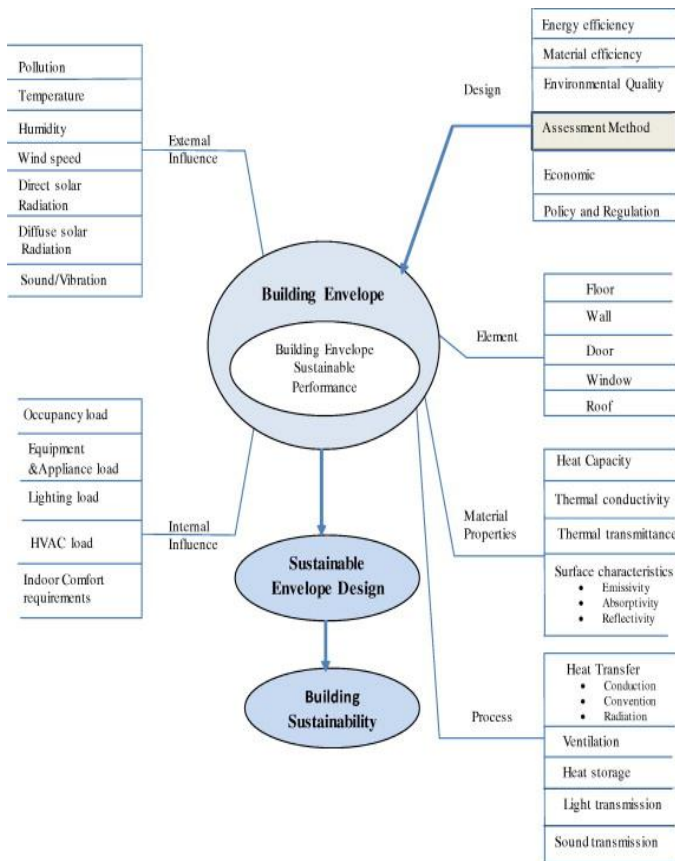 Pollution
Temperature
Humidity
Wind speed
Direct solar
Radiation
Diffuse solar
Radiation
Sound/Vibration
External
Influence
Design
Energy efficiency
Material efficiency
Environmental Quality
Assessment Method
Economic
Policy and Regulation
Building Envelope
Building Envelope
Sustainable
Performance
Element
Floor
Wall
Door
Window
Roof
Occupancy load
Equipment
&Appliance load
Lighting load
HVAC load
Indoor Comfort
requirements
Internal
Influence
Material
Properties
Heat Capacity
Thermal conductivity
Thermal transmittance
Surface characteristics
• Emissivity
• Absorptivity
• Reflectivity
Sustainable
Envelope Design
Building
Sustainability
Process
Heat Transfer
• Conduction
• Convention
• Radiation
Ventilation
Heat storage
Light transmission
Sound transmission